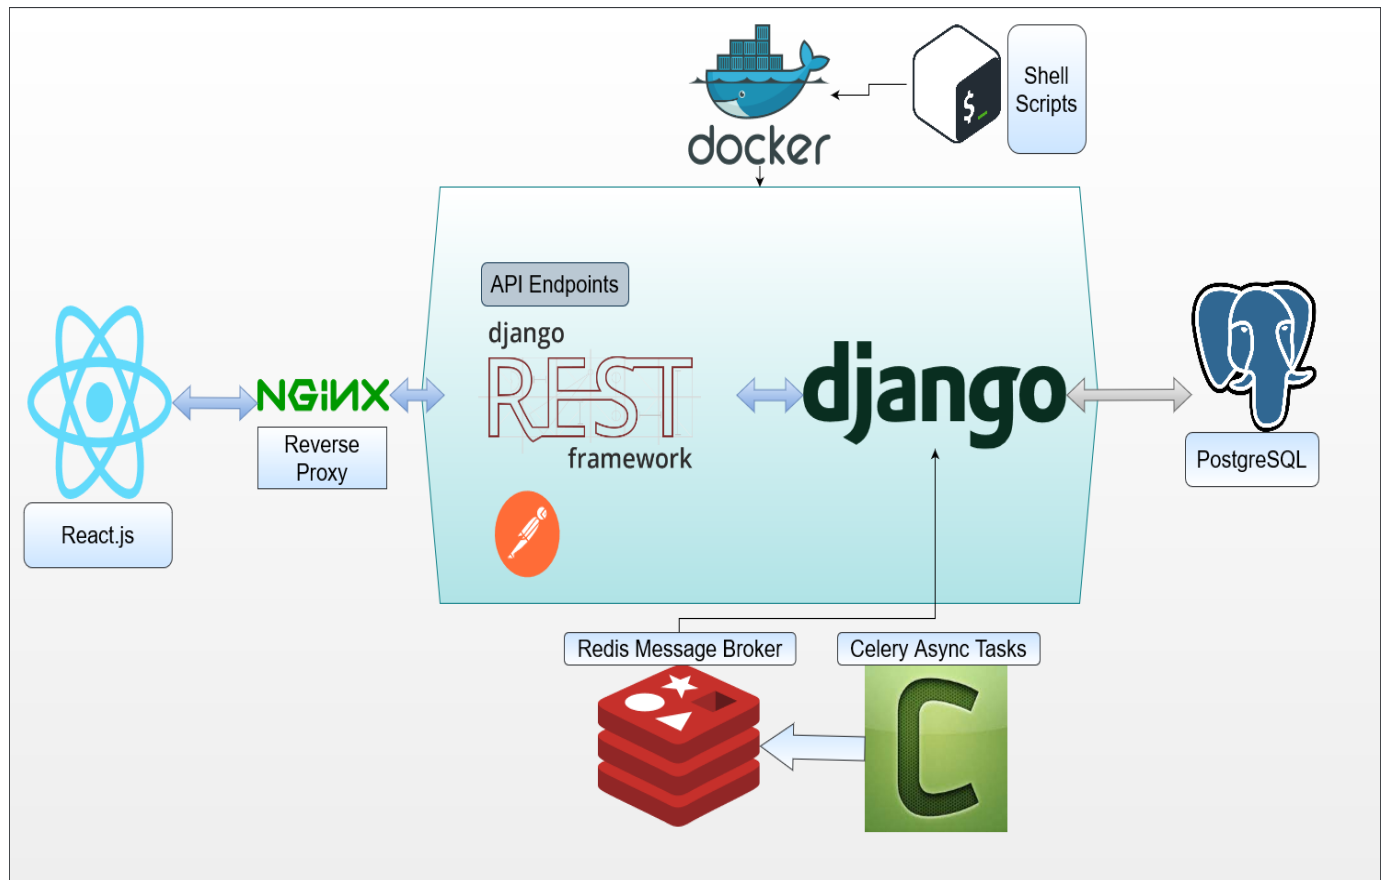 docker
$_
Shell
Scripts
API Endpoints
django
REST
framework
NGiNX
Reverse
Proxy
React.js
django
PostgreSQL
Redis Message Broker
Celery Async Tasks
C